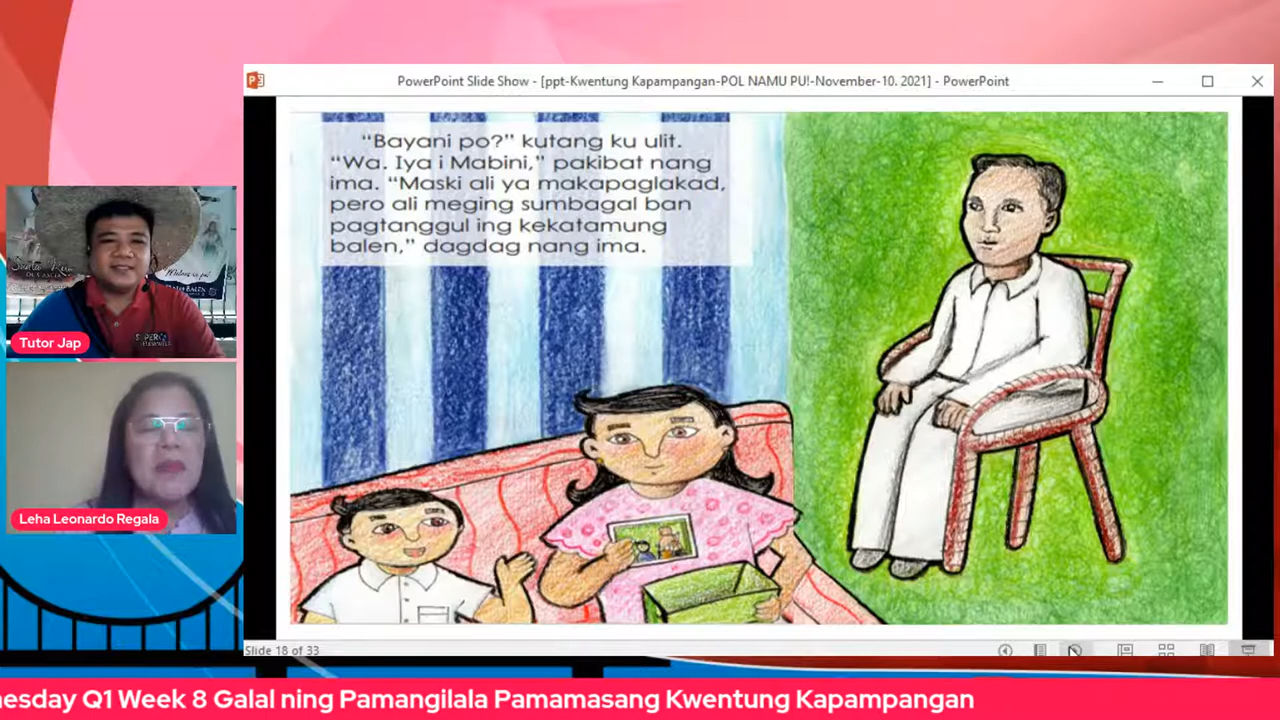 PowerPoint Slide Show - [ppt-Kwentung Kapampangan-POL NAMU PU!-November-10. 2021] - PowerPoint
“Bayani po?” kutang ku ulit.
“Wa. Iya i Mabini,” pakibat nang
ima. “Maski ali ya makapaglakad,
pero ali meging sumbagal ban
pagtanggul ing kekatamung
balen,” dagdag nang ima.
Tutor Jap
Leha Leonardo Regala
Slide 18 of 33
nesday Q1 Week 8 Galal ning Pamangilala Pamamasang Kwentung Kapampangan